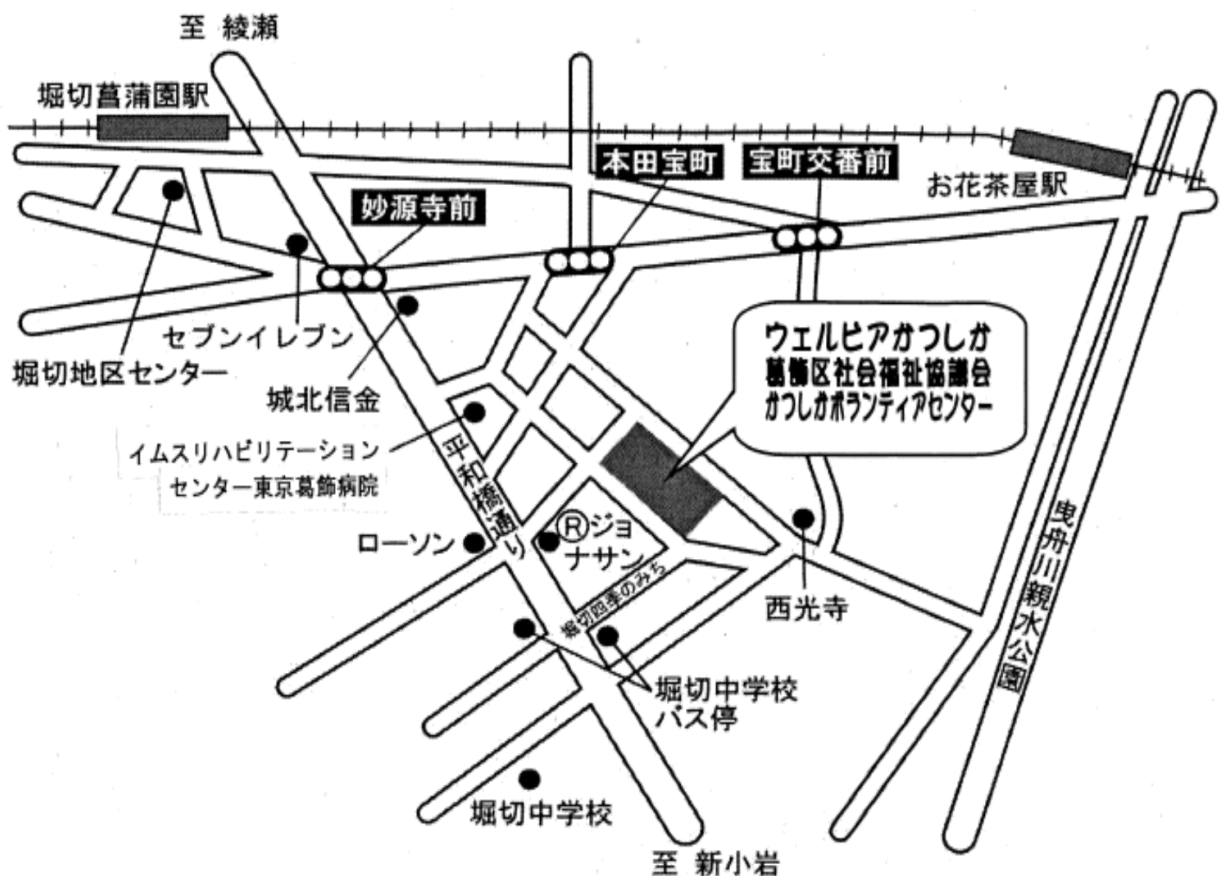 至 綾瀬
堀切菖蒲園駅
本田宝町
宝町交番前
お花茶屋駅
妙源寺前
セブンイレブン
堀切地区センター
城北信金
ウェルピアかつしか
葛飾区社会福祉協議会
かつしかボランティアセンター
イムスリハビリテーション
センター東京葛飾病院
平和橋通り
ローソン
Ⓡジョ
ナサン
堀切四季のみち
西光寺
曳舟川親水公園
堀切中学校
バス停
堀切中学校
至 新小岩